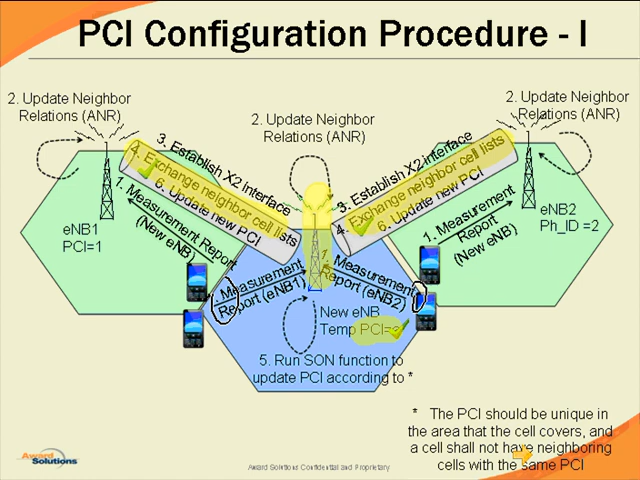 PCI Configuration Procedure - I
2. Update Neighbor
Relations (ANR)
2. Update Neighbor
Relations (ANR)
2. Update Neighbor
Relations (ANR)
3. Establish X2 interface
4. Exchange neighbor cell lists
6. Update new PCI
3. Establish X2 interface
4. Exchange neighbor cell lists
6. Update new PCI
eNB1
PCI=1
1. Measurement Report
(New eNB)
1. Measurement
Report
(New eNB)
eNB2
Ph_ID =2
Measurement
Report (eNB1)
1.
Measurement
Report (eNB2)
New eNB
Temp PCI=
5. Run SON function to
update PCI according to *
* The PCI should be unique in
the area that the cell covers, and
a cell shall not have neighboring
cells with the same PCI
Award
Solutions
Award Solutions Confidential and Proprietary